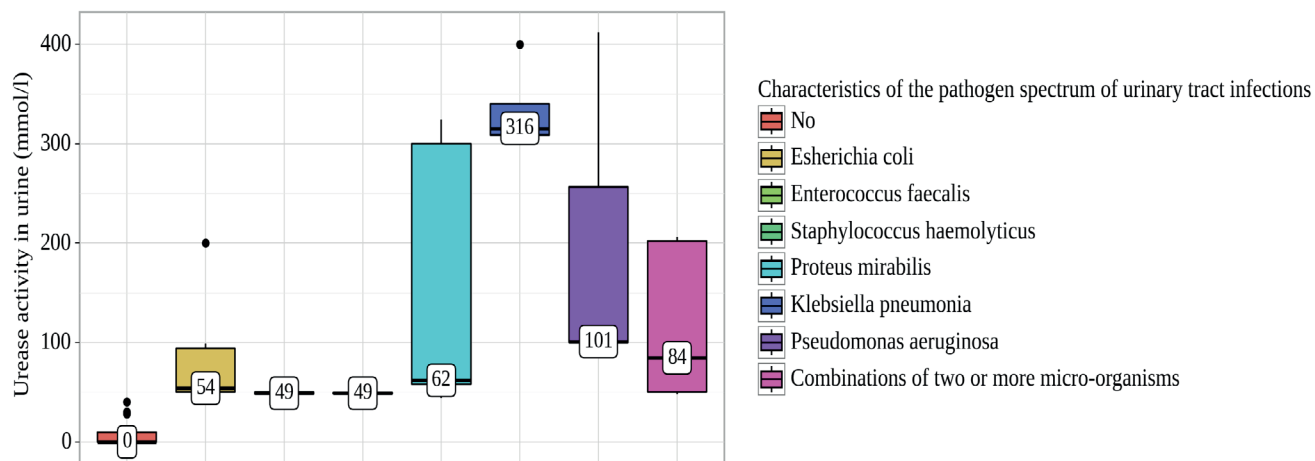 Urease activity in urine (mmol/l)
400
300
200
100
0
0
54
49
49
62
316
101
84
Characteristics of the pathogen spectrum of urinary tract infections
No
Esherichia coli
Enterococcus faecalis
Staphylococcus haemolyticus
Proteus mirabilis
Klebsiella pneumonia
Pseudomonas aeruginosa
Combinations of two or more micro-organisms